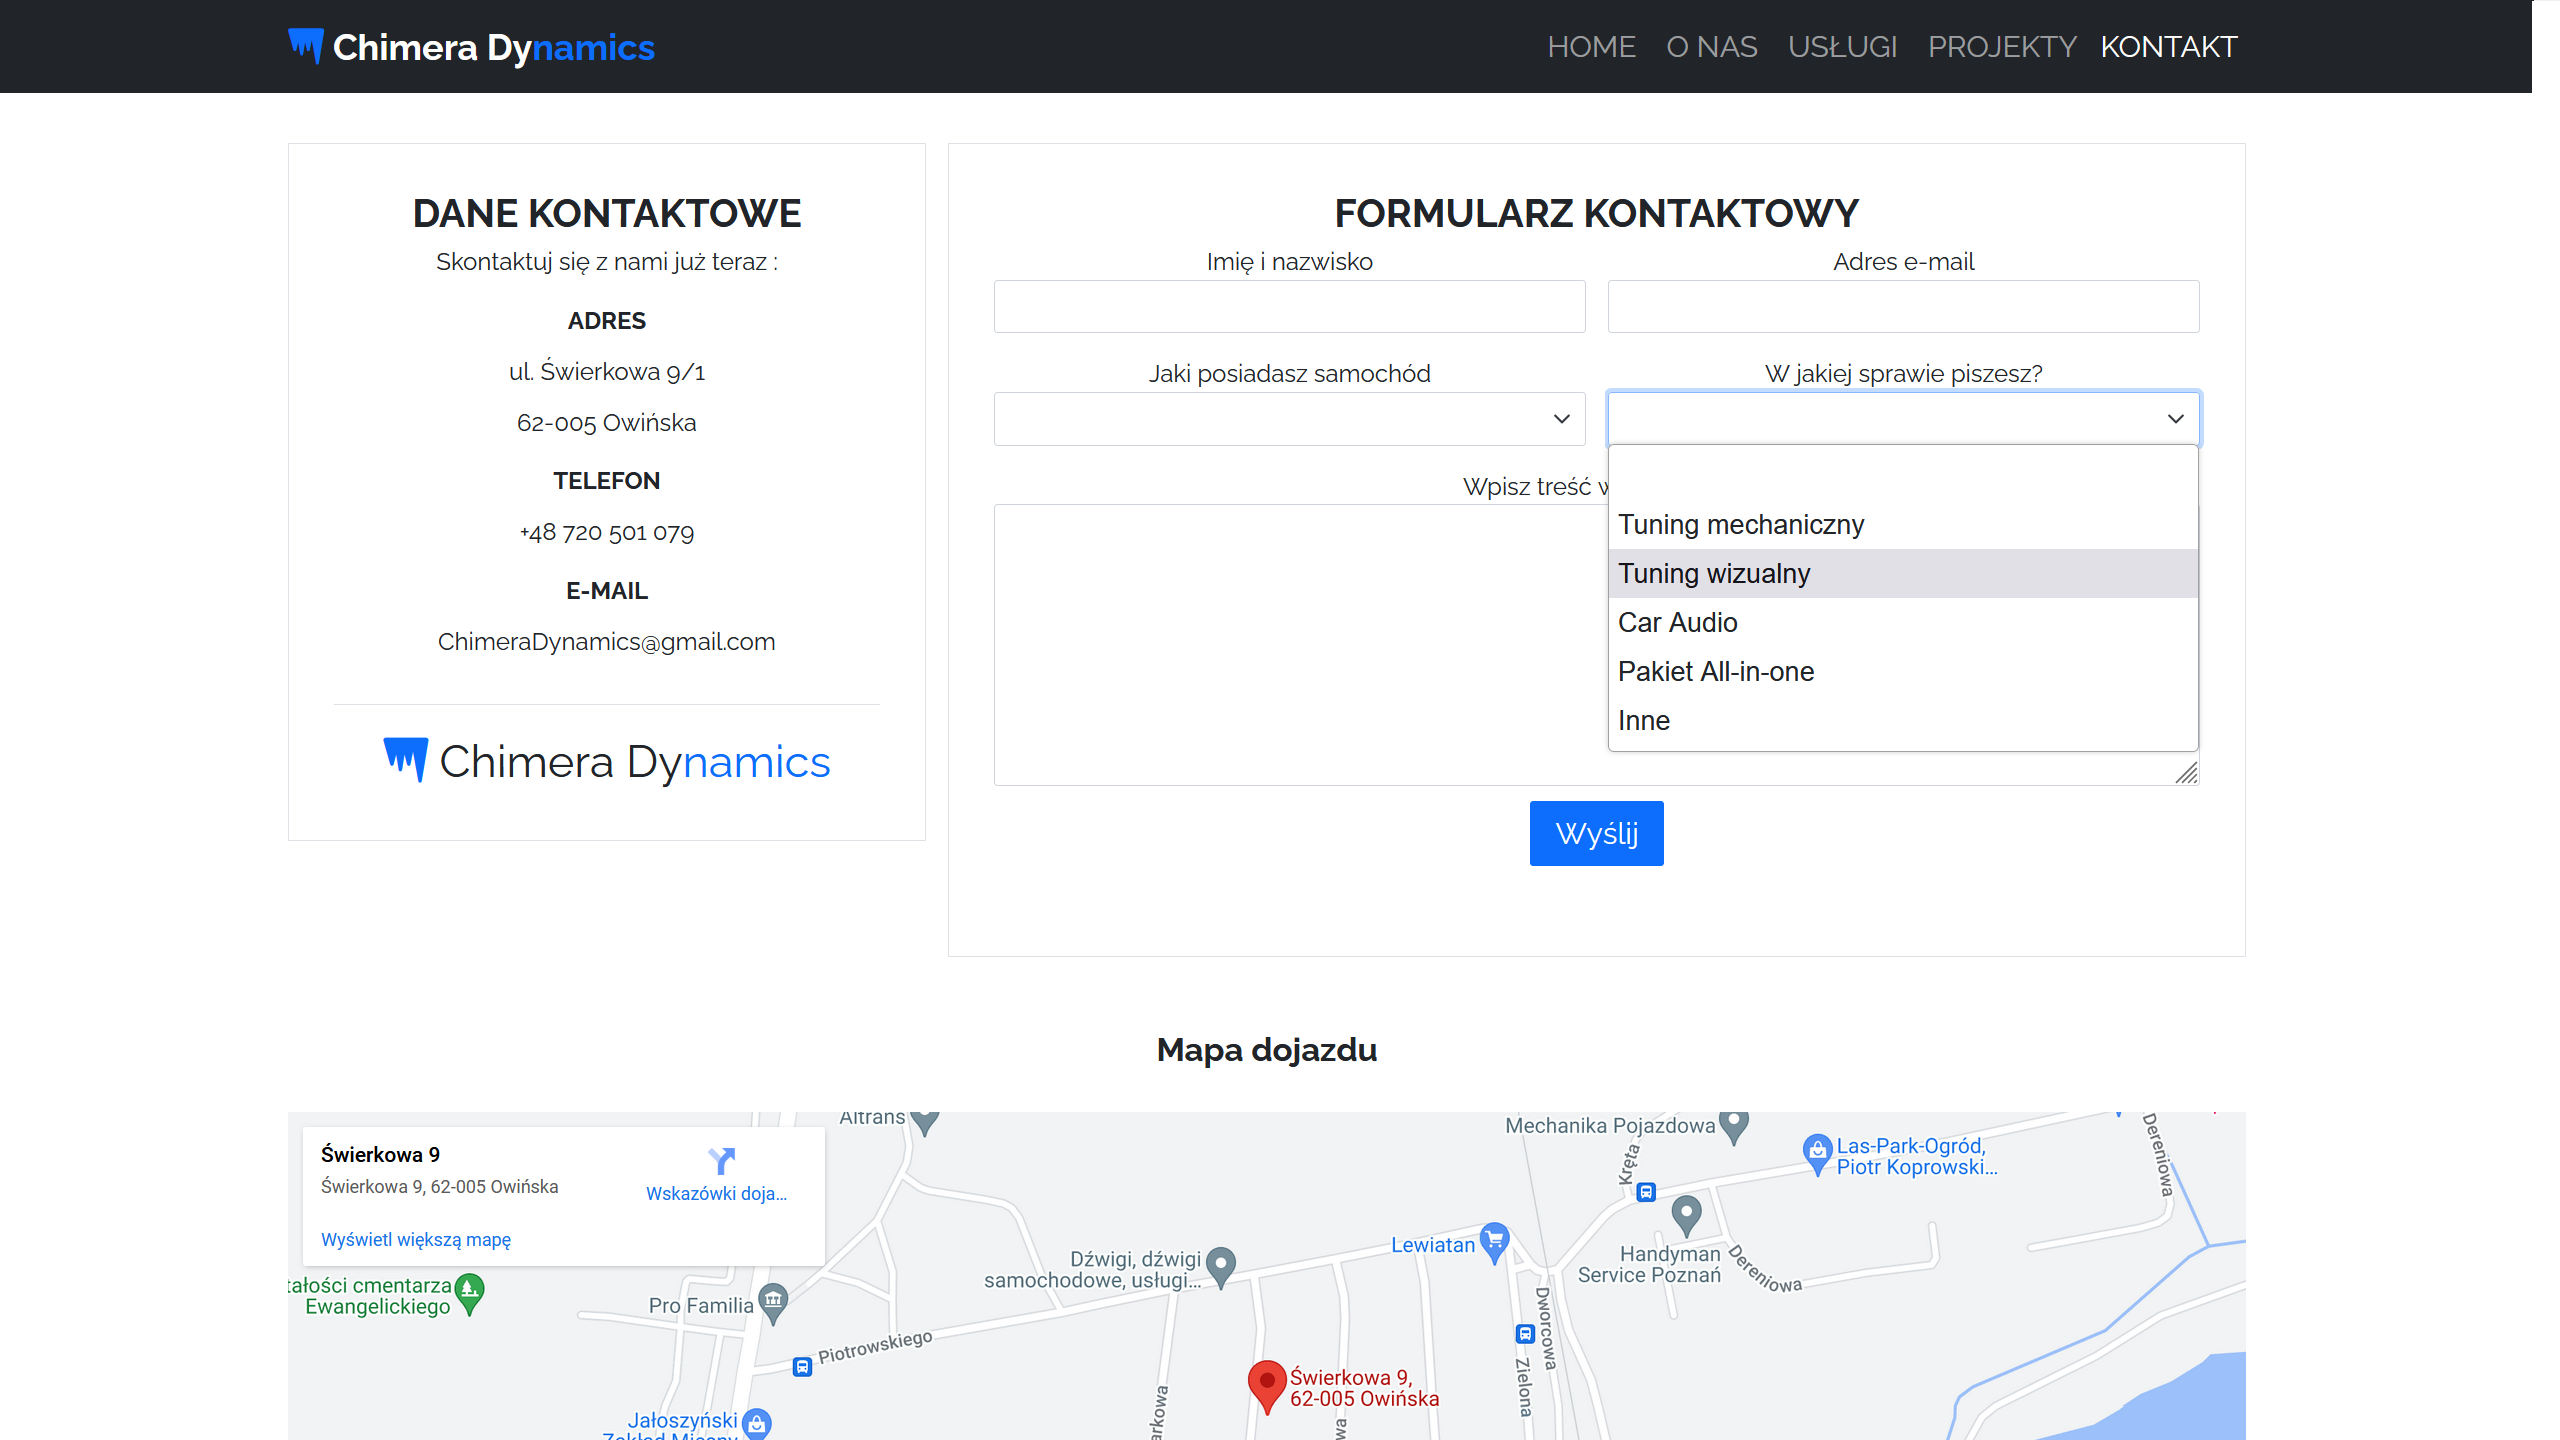 Chimera Dynamics
HOME O NAS USŁUGI PROJEKTY KONTAKT
DANE KONTAKTOWE
Skontaktuj się z nami już teraz :
ADRES
ul. Świerkowa 9/1
62-005 Owińska
TELEFON
+48 720 501 079
E-MAIL
ChimeraDynamics@gmail.com
Chimera Dynamics
FORMULARZ KONTAKTOWY
Imię i nazwisko
Adres e-mail
Jaki posiadasz samochód
W jakiej sprawie piszesz?
Wpisz treść
Tuning mechaniczny
Tuning wizualny
Car Audio
Pakiet All-in-one
Inne
Wyślij
Mapa dojazdu
Świerkowa 9
Świerkowa 9, 62-005 Owińska
Wskazówki doja...
Wyświetl większą mapę
Altrans
Mechanika Pojazdowa
Las-Park-Ogród,
Piotr Koprowski...
Dereniowa
Kręta
Lewiatan
Handyman
Service Poznań
Dereniowa
Dźwigi, dźwigi
samochodowe, usługi...
tałości cmentarza
Ewangelickiego
Pro Familia
Piotrowskiego
Dworcowa
Zielona
Świerkowa 9,
62-005 Owińska
arkowa
wa
Jałoszyński
Zakład Mięsny